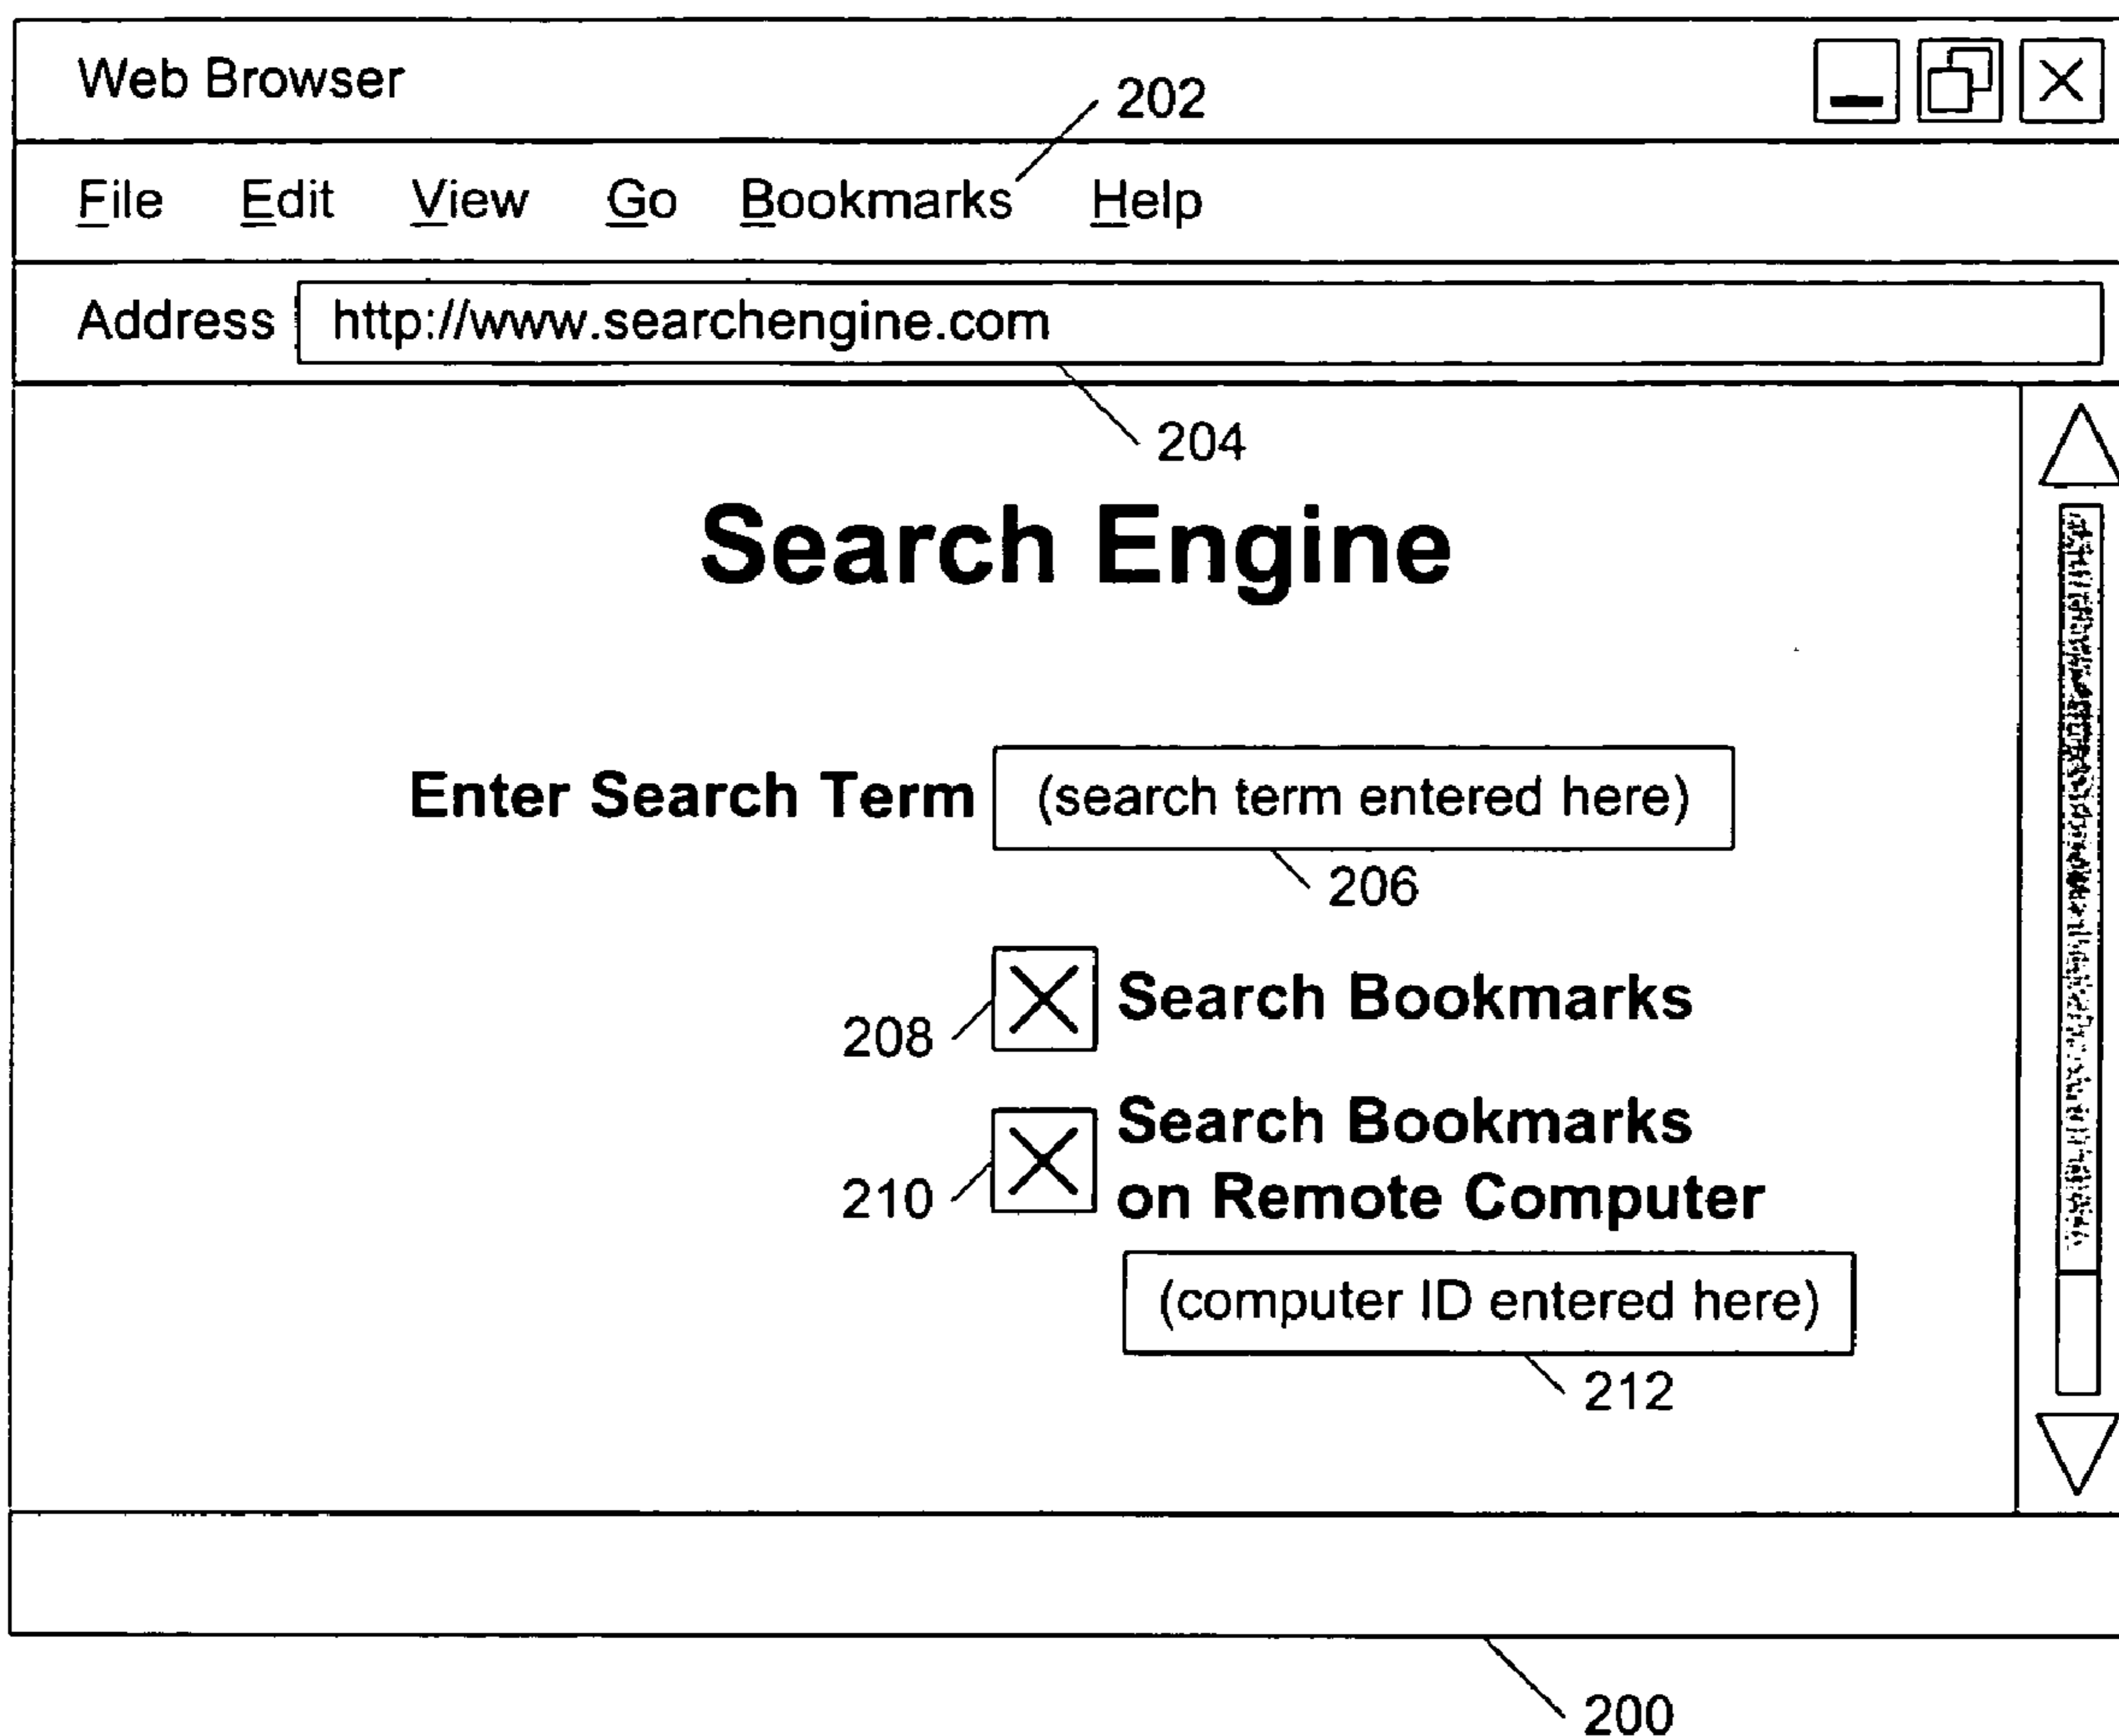 Web Browser
202
File Edit View Go Bookmarks Help
Address http://www.searchengine.com
204
Search Engine
Enter Search Term (search term entered here)
206
208 Search Bookmarks
210 Search Bookmarks
on Remote Computer
(computer ID entered here)
212
200